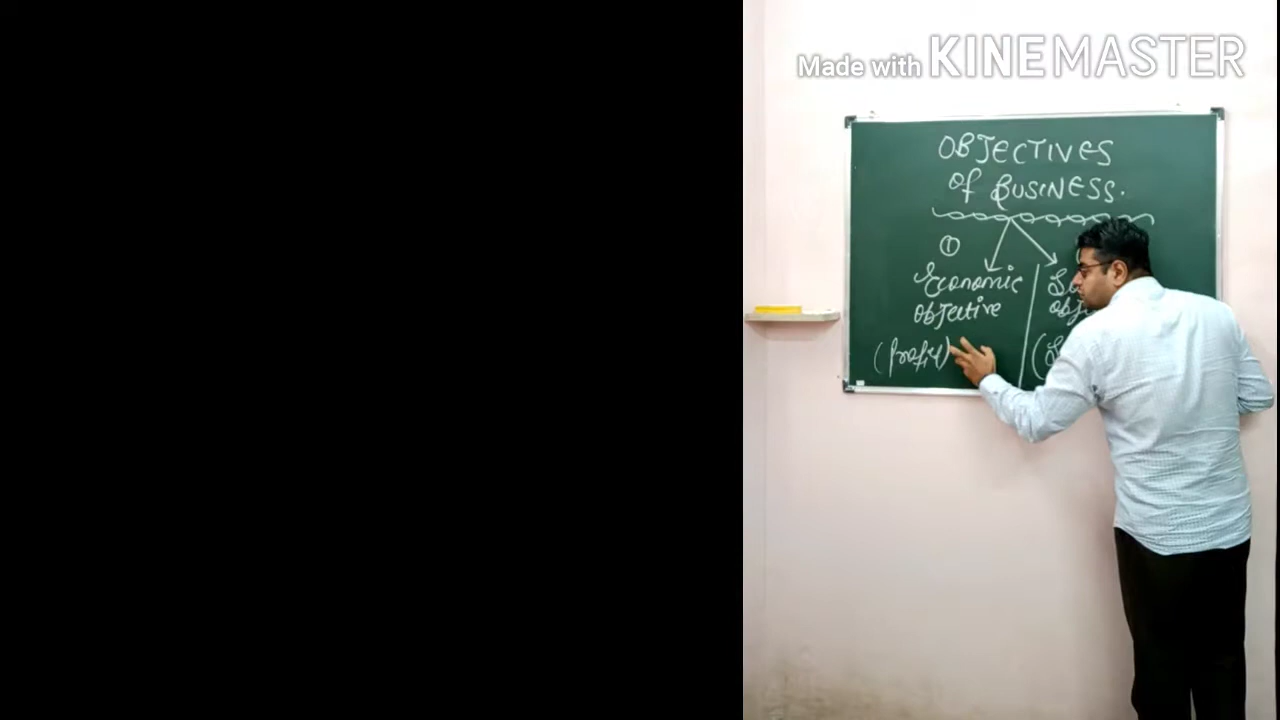 Made with KINEMASTER
OBJECTIVES
Of BUSINESS.
①
Economic
Objective
(Profit)